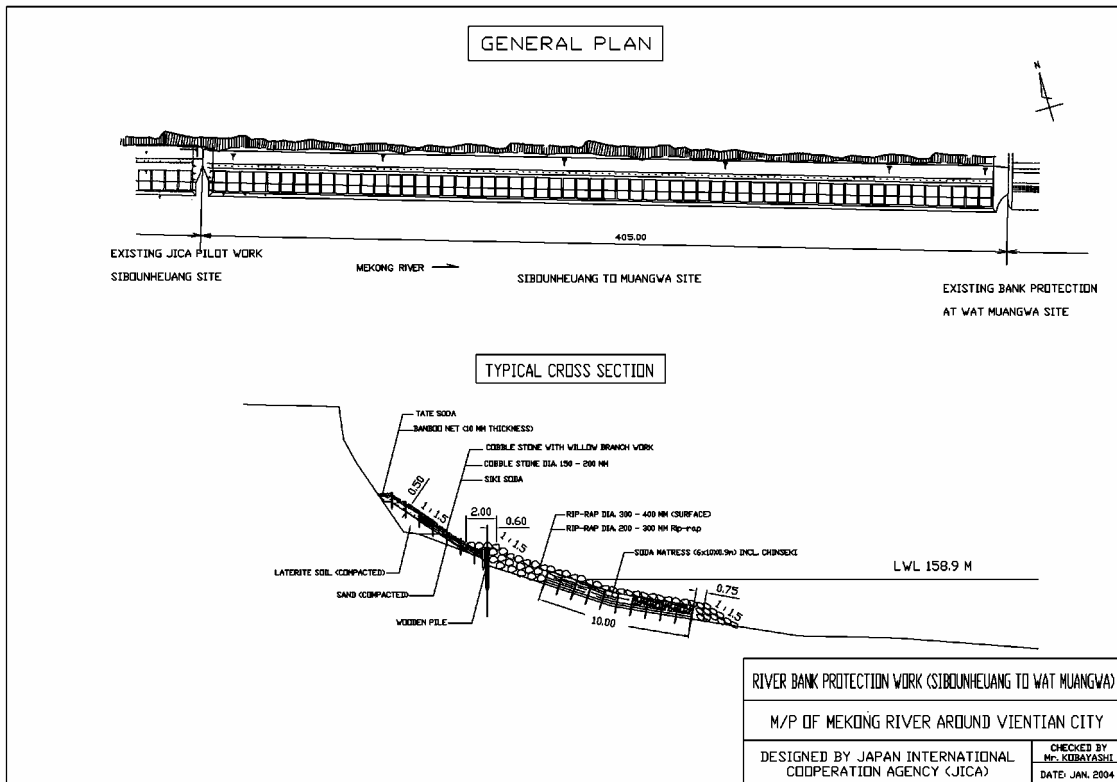 GENERAL PLAN
N
405.00
EXISTING JICA PILOT WORK
SIBOUNHEUANG SITE
MEKONG RIVER
SIBOUNHEUANG TO MUANGWA SITE
EXISTING BANK PROTECTION
AT WAT MUANGWA SITE
TYPICAL CROSS SECTION
TATE SODA
BAMBOO NET (10 MM THICKNESS)
COBBLE STONE WITH WILLOW BRANCH WORK
COBBLE STONE DIA. 150 - 200 MM
SIKI SODA
0.50
1:1.5
2.00
0.60
1:1.5
RIP-RAP DIA. 300 - 400 MM (SURFACE)
RIP-RAP DIA. 200 - 300 MM Rip-rap
SODA MATRESS (6x10X0.9m) INCL. CHINSEKI
LWL 158.9 M
LATERITE SOIL (COMPACTED)
SAND (COMPACTED)
WOODEN PILE
10.00
0.75
1:1.5
RIVER BANK PROTECTION WORK (SIBOUNHEUANG TO WAT MUANGWA)
M/P OF MEKONG RIVER AROUND VIENTIAN CITY
DESIGNED BY JAPAN INTERNATIONAL
COOPERATION AGENCY (JICA)
CHECKED BY
Mr. KOBAYASHI
DATE: JAN. 2004